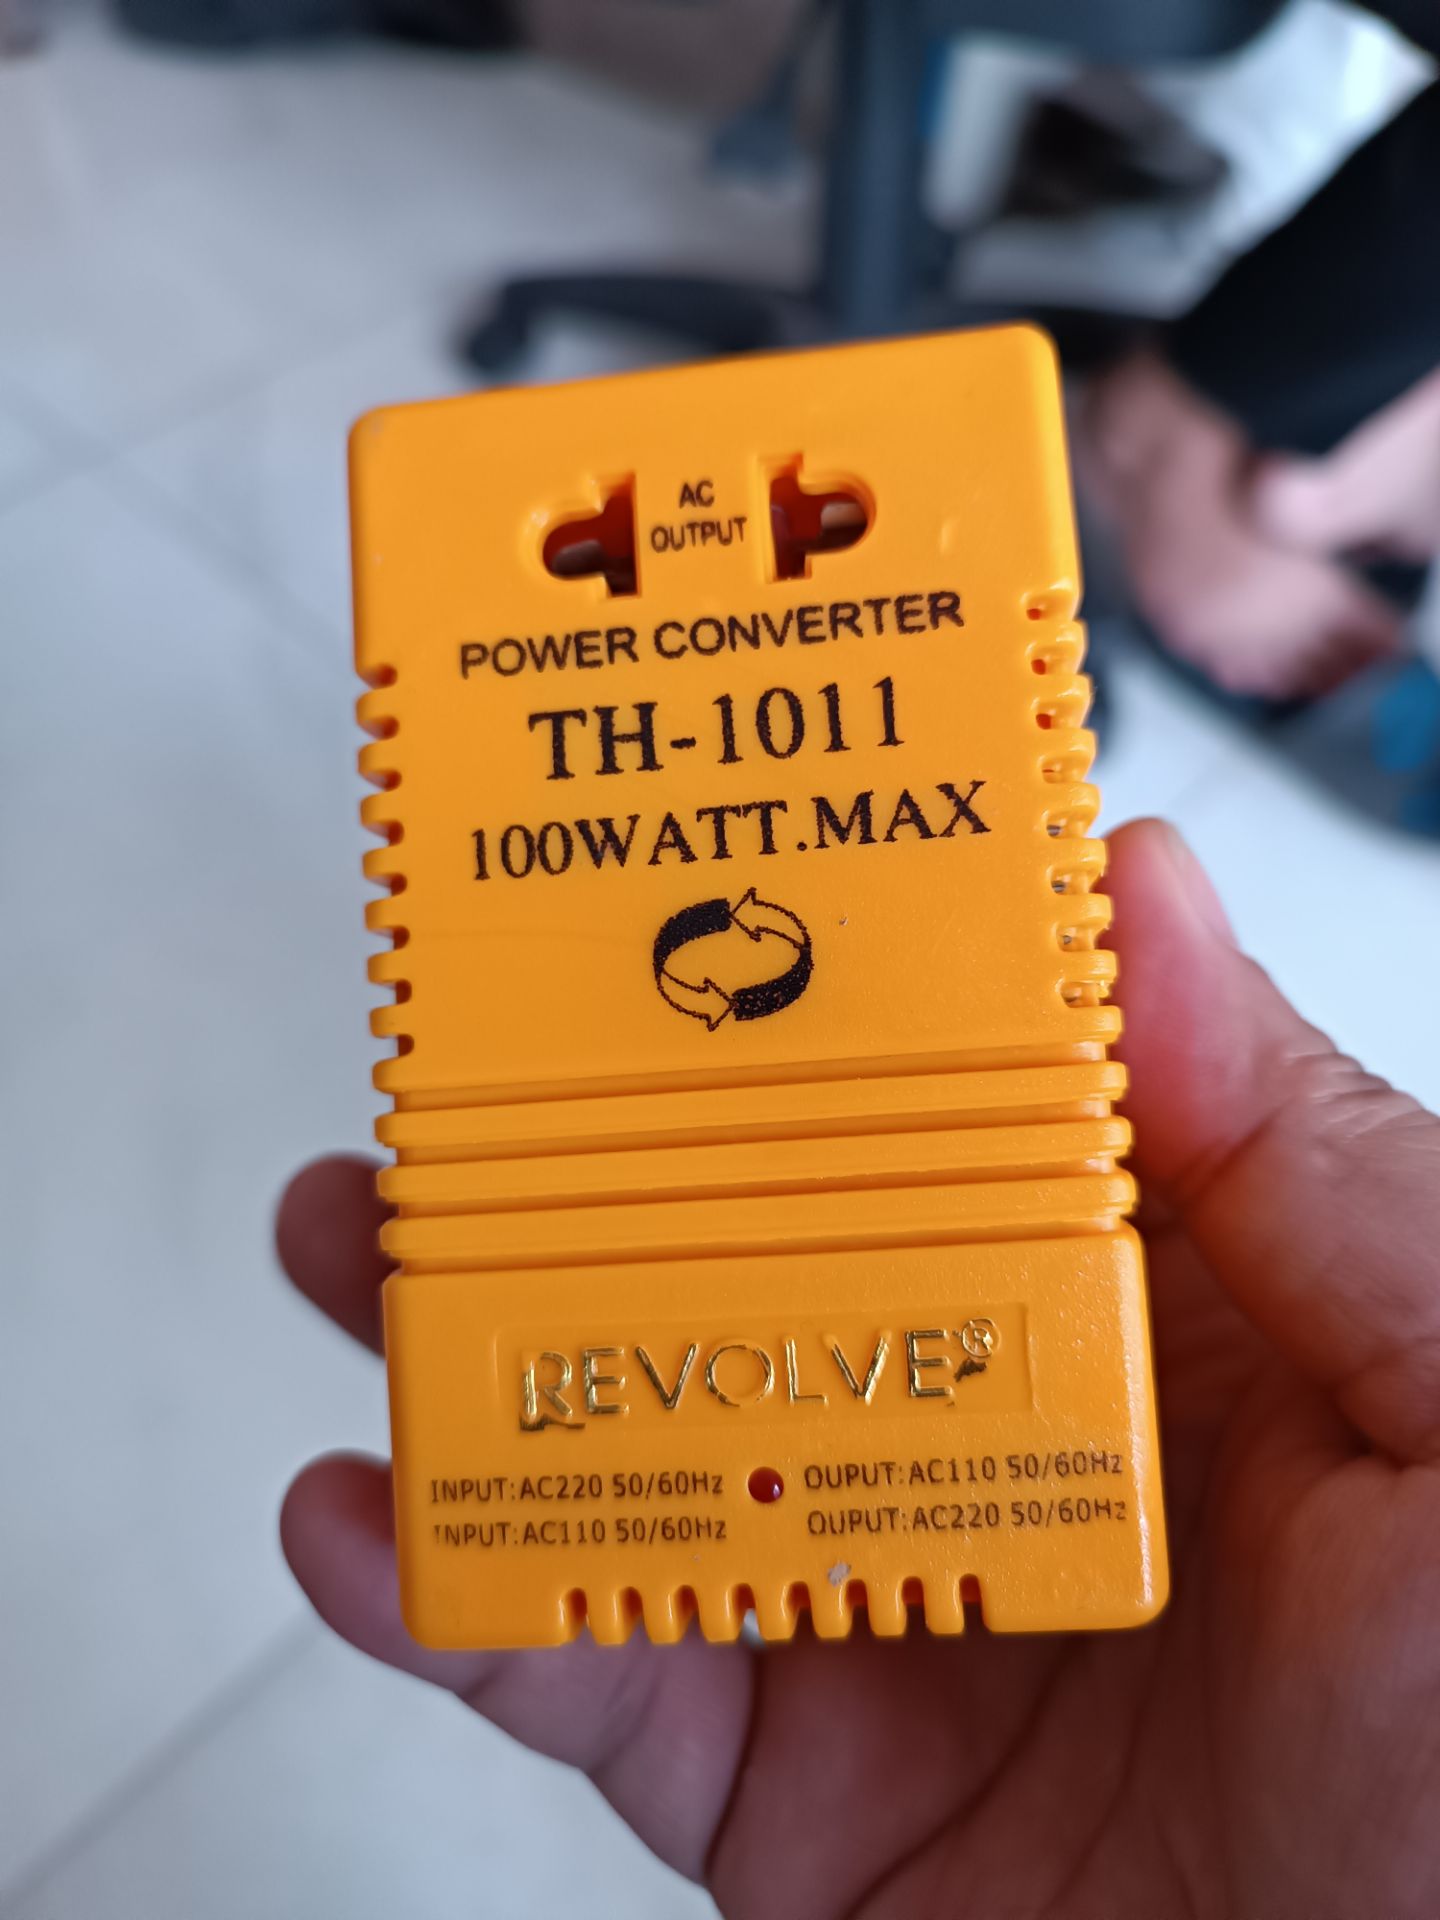 AC
OUTPUT
POWER CONVERTER
TH-1011
100WATT.MAX
REVOLVE®
INPUT:AC220 50/60Hz OUPUT:AC110 50/60Hz
INPUT:AC110 50/60Hz OUPUT:AC220 50/60Hz